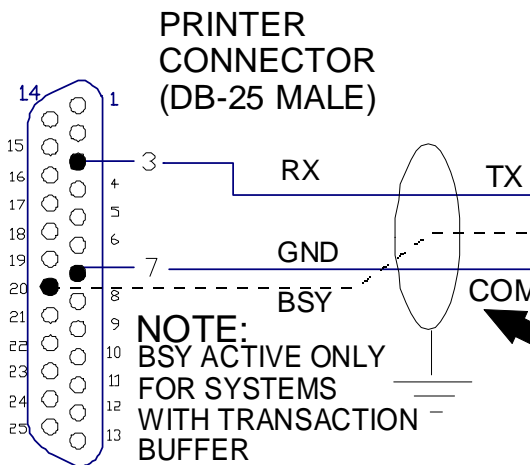 PRINTER
CONNECTOR
(DB-25 MALE)
14
1
15
3
16
4
17
5
18
6
19
7
20
8
21
9
22
10
23
11
24
12
25
13
RX
TX
GND
BSY
COM
NOTE:
BSY ACTIVE ONLY
FOR SYSTEMS
WITH TRANSACTION
BUFFER